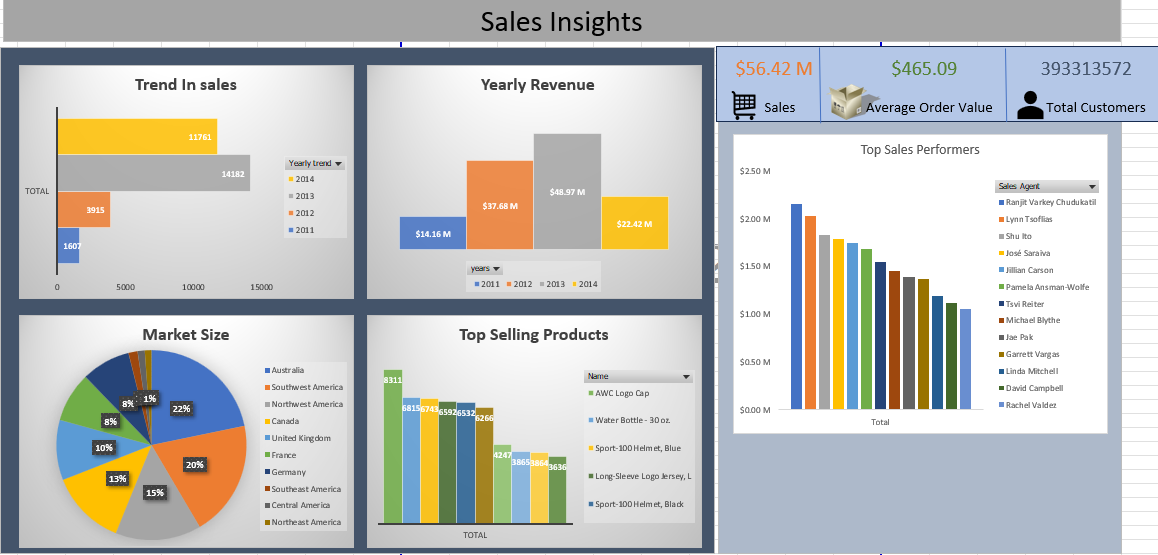 Sales Insights
$56.42 M
$465.09
393313572
Sales
Average Order Value
Total Customers
Trend In sales
11761
14182
3915
1607
TOTAL
0 5000 10000 15000
Yearly trend
2014
2013
2012
2011
Yearly Revenue
$14.16 M
$37.68 M
$48.97 M
$22.42 M
years
2011 2012 2013 2014
Market Size
22%
20%
15%
13%
10%
8%
8%
1%
Australia
Southwest America
Northwest America
Canada
United Kingdom
France
Germany
Southeast America
Central America
Northeast America
Top Selling Products
8311
6815
6743
6592
6532
6266
4247
3865
3864
3636
TOTAL
Name
AWC Logo Cap
Water Bottle - 30 oz.
Sport-100 Helmet, Blue
Long-Sleeve Logo Jersey, L
Sport-100 Helmet, Black
Top Sales Performers
$2.50 M
$2.00 M
$1.50 M
$1.00 M
$0.50 M
$0.00 M
Total
Sales Agent
Ranjit Varkey Chudukatil
Lynn Tsoflias
Shu Ito
José Saraiva
Jillian Carson
Pamela Ansman-Wolfe
Tsvi Reiter
Michael Blythe
Jae Pak
Garrett Vargas
Linda Mitchell
David Campbell
Rachel Valdez